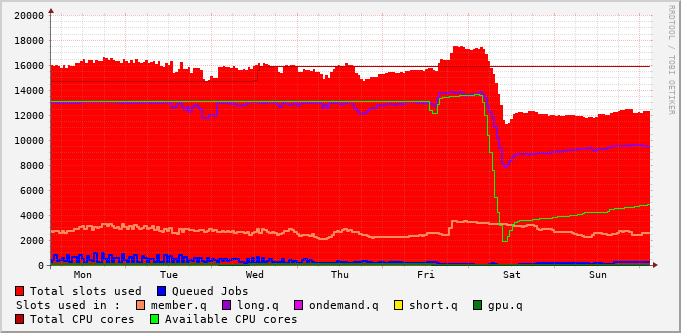 20000
18000
16000
14000
12000
10000
8000
6000
4000
2000
0
Mon Tue Wed Thu Fri Sat Sun
RRDTOOL / TOBI OETIKER
Total slots used Queued Jobs
Slots used in : member.q long.q ondemand.q short.q gpu.q
Total CPU cores Available CPU cores